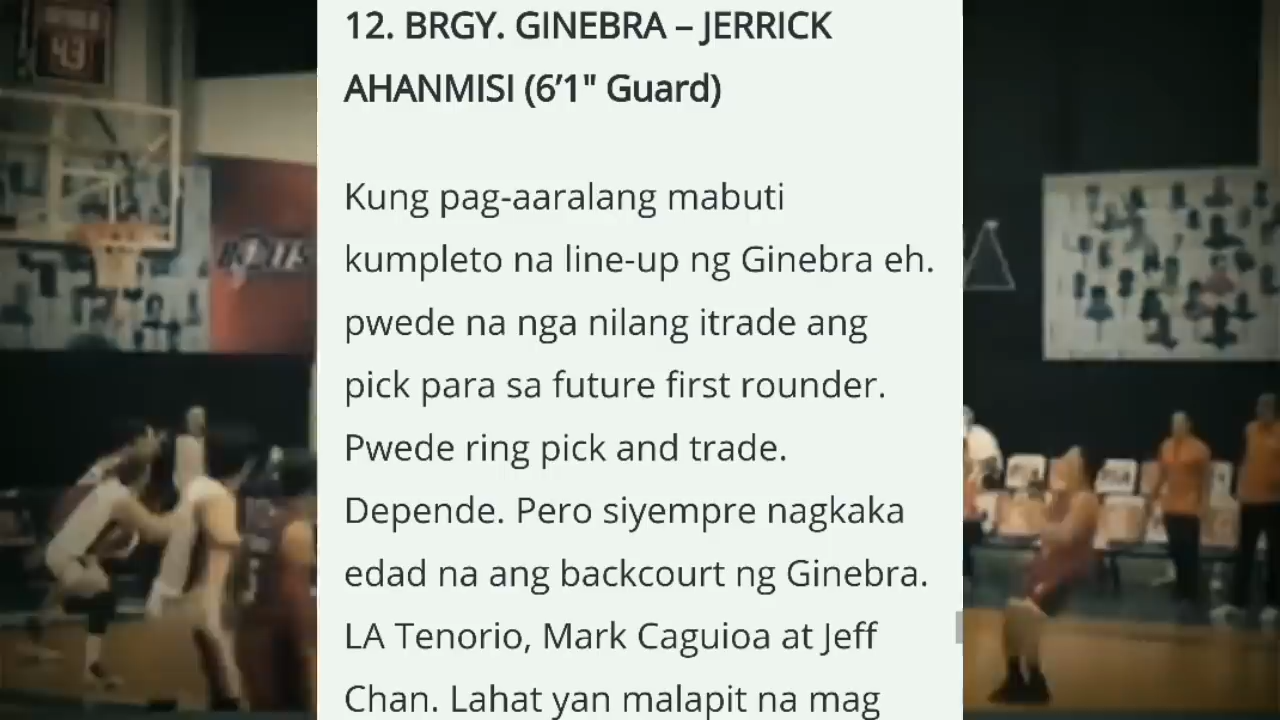 43
12. BRGY. GINEBRA – JERRICK
AHANMISI (6’1" Guard)
Kung pag-aaralang mabuti
kumpleto na line-up ng Ginebra eh.
pwede na nga nilang itrade ang
pick para sa future first rounder.
Pwede ring pick and trade.
Depende. Pero siyempre nagkaka
edad na ang backcourt ng Ginebra.
LA Tenorio, Mark Caguioa at Jeff
Chan. Lahat yan malapit na mag